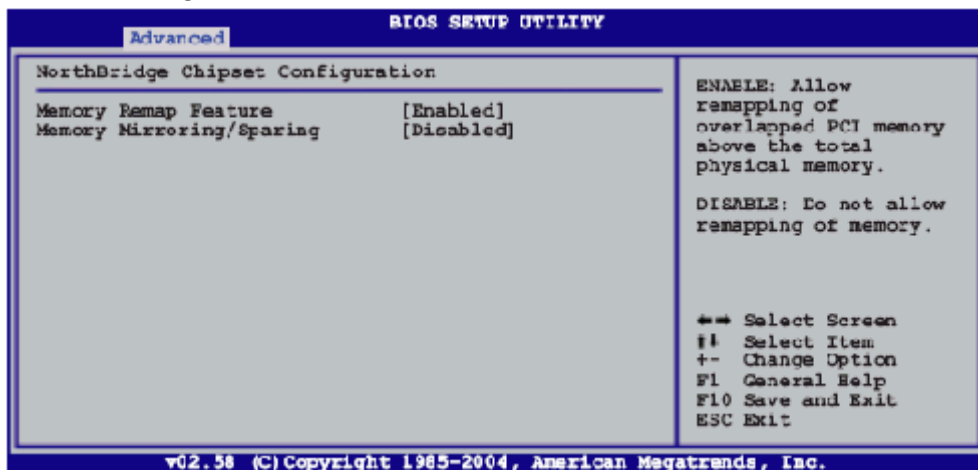 BIOS SETUP UTILITY
Advanced
NorthBridge Chipset Configuration
Memory Remap Feature [Enabled]
Memory Mirroring/Sparing [Disabled]
ENABLE: Allow
remapping of
overlapped PCI memory
above the total
physical memory.
DISABLE: Do not allow
remapping of memory.
←→ Select Screen
↑↓ Select Item
+- Change Option
F1 General Help
F10 Save and Exit
ESC Exit
v02.58 (C)Copyright 1985-2004, American Megatrends, Inc.